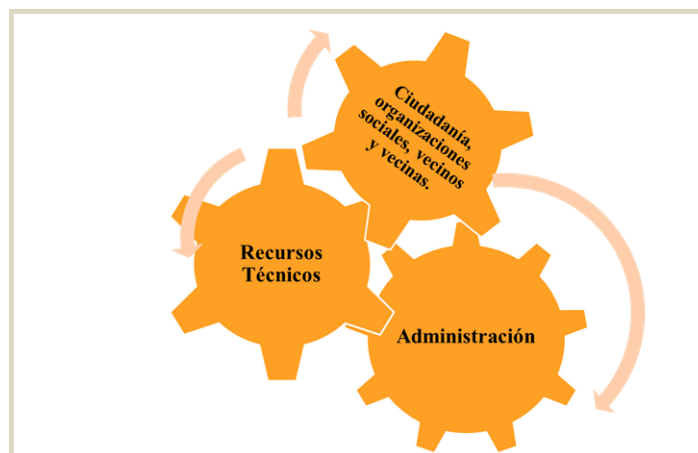 Ciudadanía,
organizaciones
sociales, vecinos
y vecinas.
Recursos
Técnicos
Administración